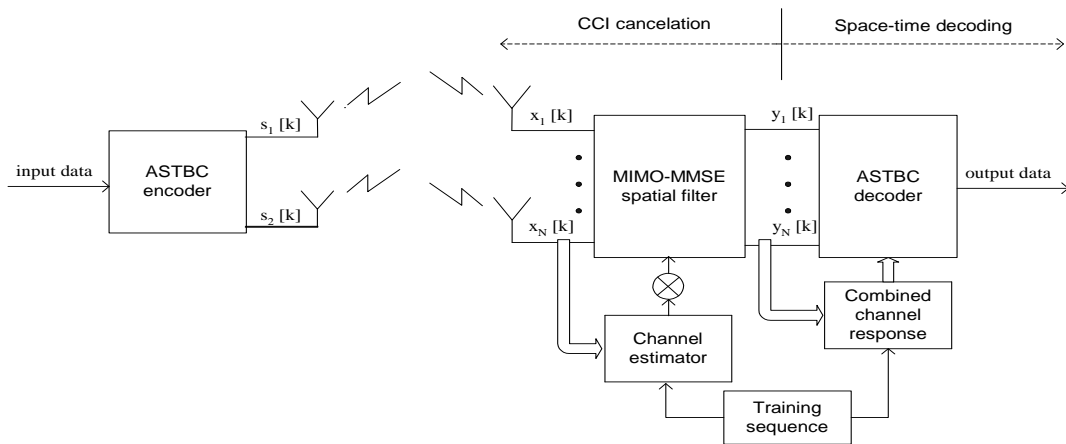 CCI cancelation
Space-time decoding
s1 [k]
x1 [k]
y1 [k]
input data
ASTBC
encoder
MIMO-MMSE
spatial filter
ASTBC
decoder
output data
s2 [k]
xN [k]
yN [k]
Channel
estimator
Combined
channel
response
Training
sequence